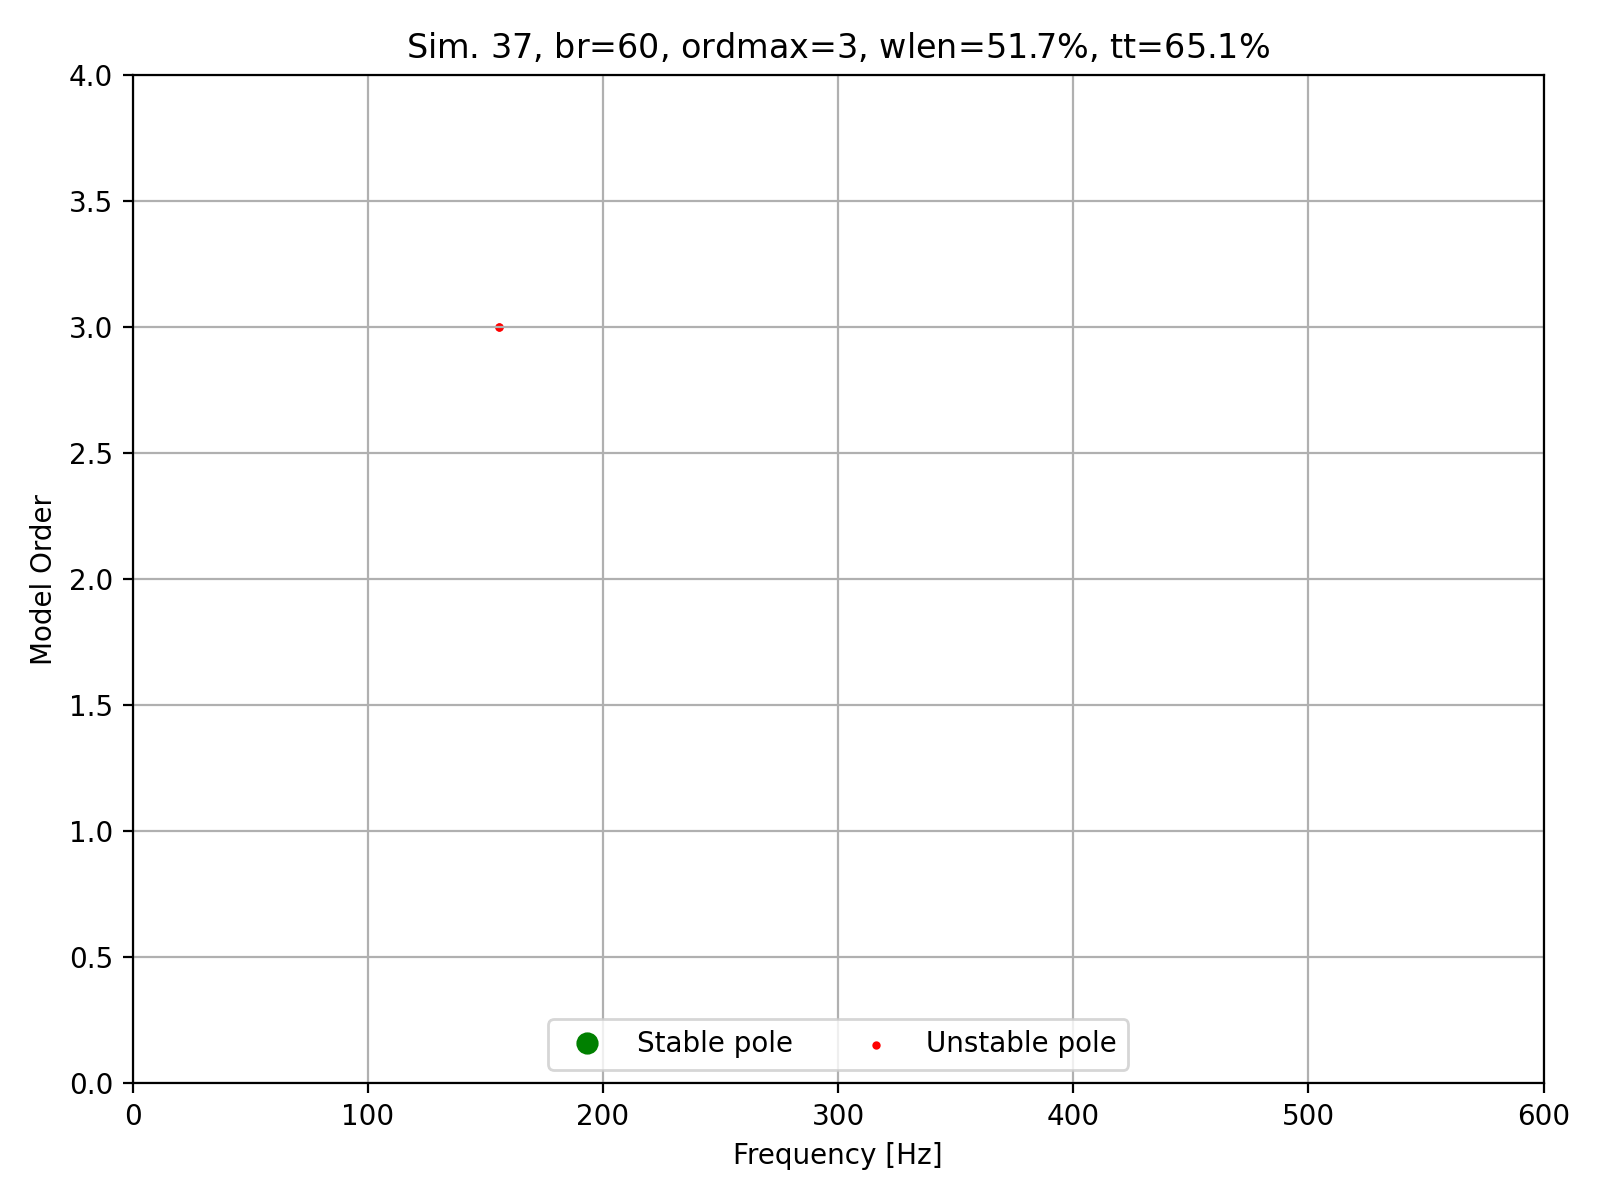 Sim. 37, br=60, ordmax=3, wlen=51.7%, tt=65.1%
4.0
3.5
3.0
2.5
2.0
1.5
1.0
0.5
0.0
Model Order
Stable pole Unstable pole
0 100 200 300 400 500 600
Frequency [Hz]